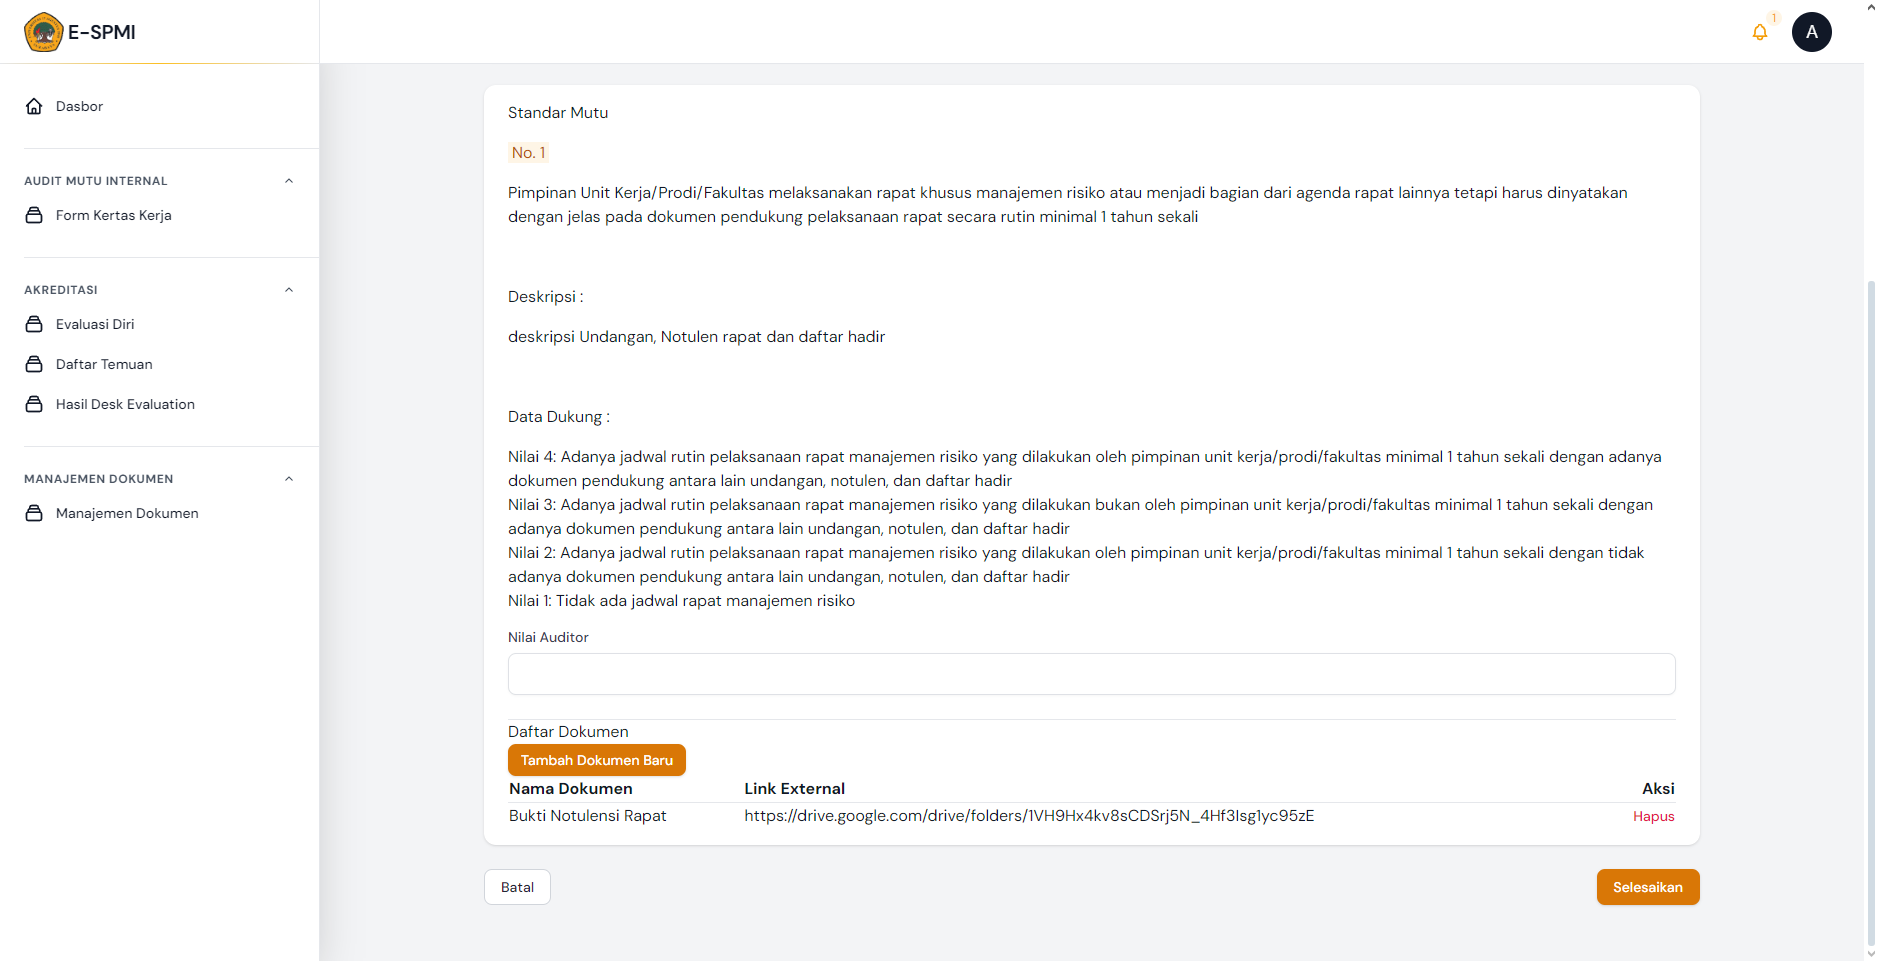 E-SPMI
1
A
Dasbor
AUDIT MUTU INTERNAL
Form Kertas Kerja
AKREDITASI
Evaluasi Diri
Daftar Temuan
Hasil Desk Evaluation
MANAJEMEN DOKUMEN
Manajemen Dokumen
Standar Mutu
No. 1
Pimpinan Unit Kerja/Prodi/Fakultas melaksanakan rapat khusus manajemen risiko atau menjadi bagian dari agenda rapat lainnya tetapi harus dinyatakan
dengan jelas pada dokumen pendukung pelaksanaan rapat secara rutin minimal 1 tahun sekali
Deskripsi :
deskripsi Undangan, Notulen rapat dan daftar hadir
Data Dukung :
Nilai 4: Adanya jadwal rutin pelaksanaan rapat manajemen risiko yang dilakukan oleh pimpinan unit kerja/prodi/fakultas minimal 1 tahun sekali dengan adanya
dokumen pendukung antara lain undangan, notulen, dan daftar hadir
Nilai 3: Adanya jadwal rutin pelaksanaan rapat manajemen risiko yang dilakukan bukan oleh pimpinan unit kerja/prodi/fakultas minimal 1 tahun sekali dengan
adanya dokumen pendukung antara lain undangan, notulen, dan daftar hadir
Nilai 2: Adanya jadwal rutin pelaksanaan rapat manajemen risiko yang dilakukan oleh pimpinan unit kerja/prodi/fakultas minimal 1 tahun sekali dengan tidak
adanya dokumen pendukung antara lain undangan, notulen, dan daftar hadir
Nilai 1: Tidak ada jadwal rapat manajemen risiko
Nilai Auditor
Daftar Dokumen
Tambah Dokumen Baru
Nama Dokumen Link External Aksi
Bukti Notulensi Rapat https://drive.google.com/drive/folders/1VH9Hx4kv8sCDSrj5N_4Hf3Isg1yc95zE Hapus
Batal Selesaikan